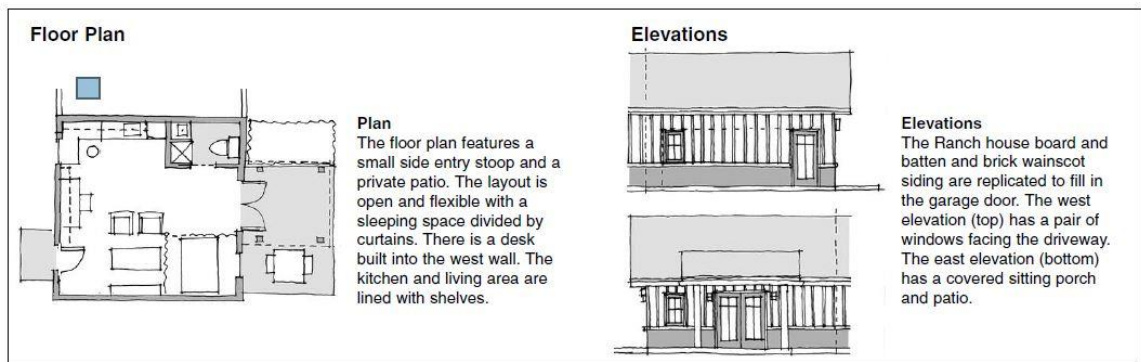 Floor Plan
Plan
The floor plan features a
small side entry stoop and a
private patio. The layout is
open and flexible with a
sleeping space divided by
curtains. There is a desk
built into the west wall. The
kitchen and living area are
lined with shelves.
Elevations
Elevations
The Ranch house board and
batten and brick wainscot
siding are replicated to fill in
the garage door. The west
elevation (top) has a pair of
windows facing the driveway.
The east elevation (bottom)
has a covered sitting porch
and patio.